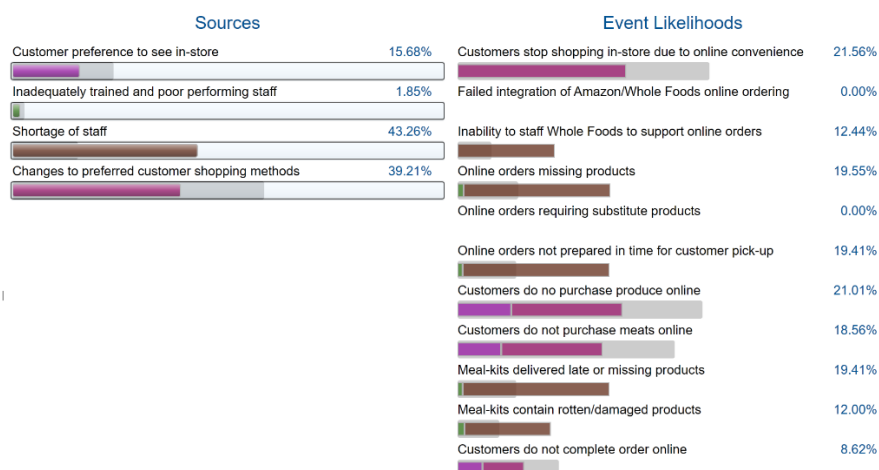 Sources
Customer preference to see in-store 15.68%
Inadequately trained and poor performing staff 1.85%
Shortage of staff 43.26%
Changes to preferred customer shopping methods 39.21%
Event Likelihoods
Customers stop shopping in-store due to online convenience 21.56%
Failed integration of Amazon/Whole Foods online ordering 0.00%
Inability to staff Whole Foods to support online orders 12.44%
Online orders missing products 19.55%
Online orders requiring substitute products 0.00%
Online orders not prepared in time for customer pick-up 19.41%
Customers do no purchase produce online 21.01%
Customers do not purchase meats online 18.56%
Meal-kits delivered late or missing products 19.41%
Meal-kits contain rotten/damaged products 12.00%
Customers do not complete order online 8.62%